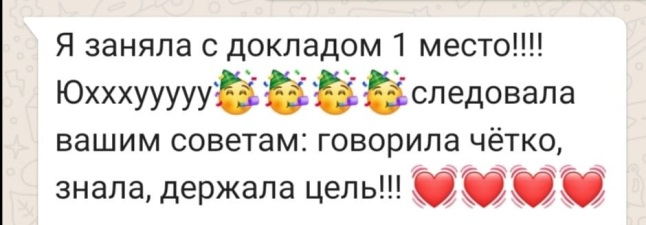 Я заняла с докладом 1 место!!!!
Юхххууууу🥳🥳🥳🥳следовала
вашим советам: говорила чётко,
знала, держала цель!!! 💓💓💓💓